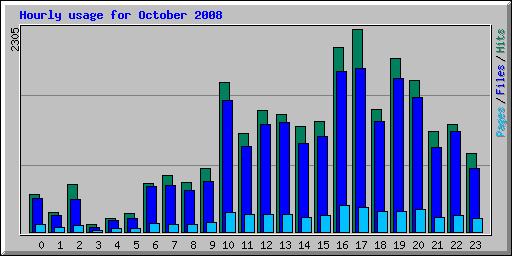 Hourly usage for October 2008
2305
Pages/Files/Hits
0 1 2 3 4 5 6 7 8 9 10 11 12 13 14 15 16 17 18 19 20 21 22 23